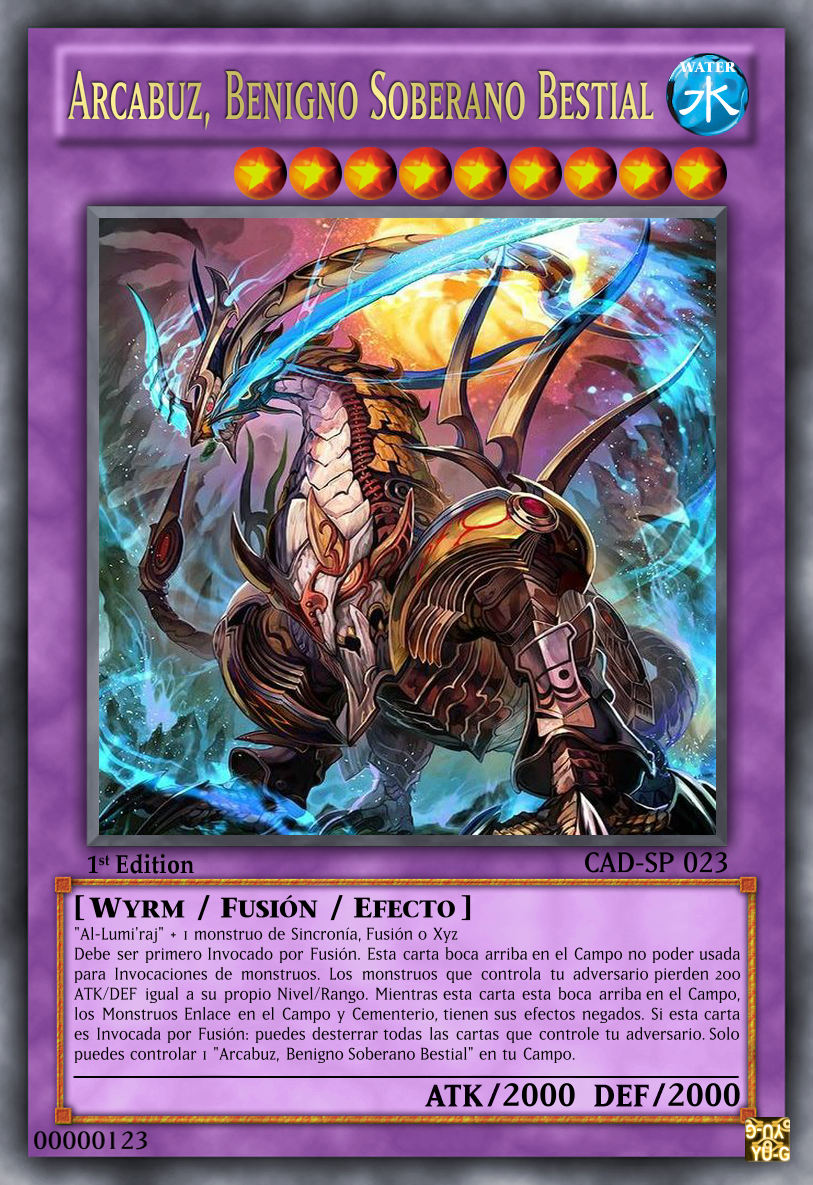 Arcabuz, Benigno Soberano Bestial
WATER
水
1st Edition
CAD-SP 023
[ Wyrm / Fusión / Efecto ]
"Al-Lumi'raj" + 1 monstruo de Sincronía, Fusión o Xyz
Debe ser primero Invocado por Fusión. Esta carta boca arriba en el Campo no poder usada
para Invocaciones de monstruos. Los monstruos que controla tu adversario pierden 200
ATK/DEF igual a su propio Nivel/Rango. Mientras esta carta esta boca arriba en el Campo,
los Monstruos Enlace en el Campo y Cementerio, tienen sus efectos negados. Si esta carta
es Invocada por Fusión: puedes desterrar todas las cartas que controle tu adversario. Solo
puedes controlar 1 "Arcabuz, Benigno Soberano Bestial" en tu Campo.
ATK/2000 DEF/2000
00000123